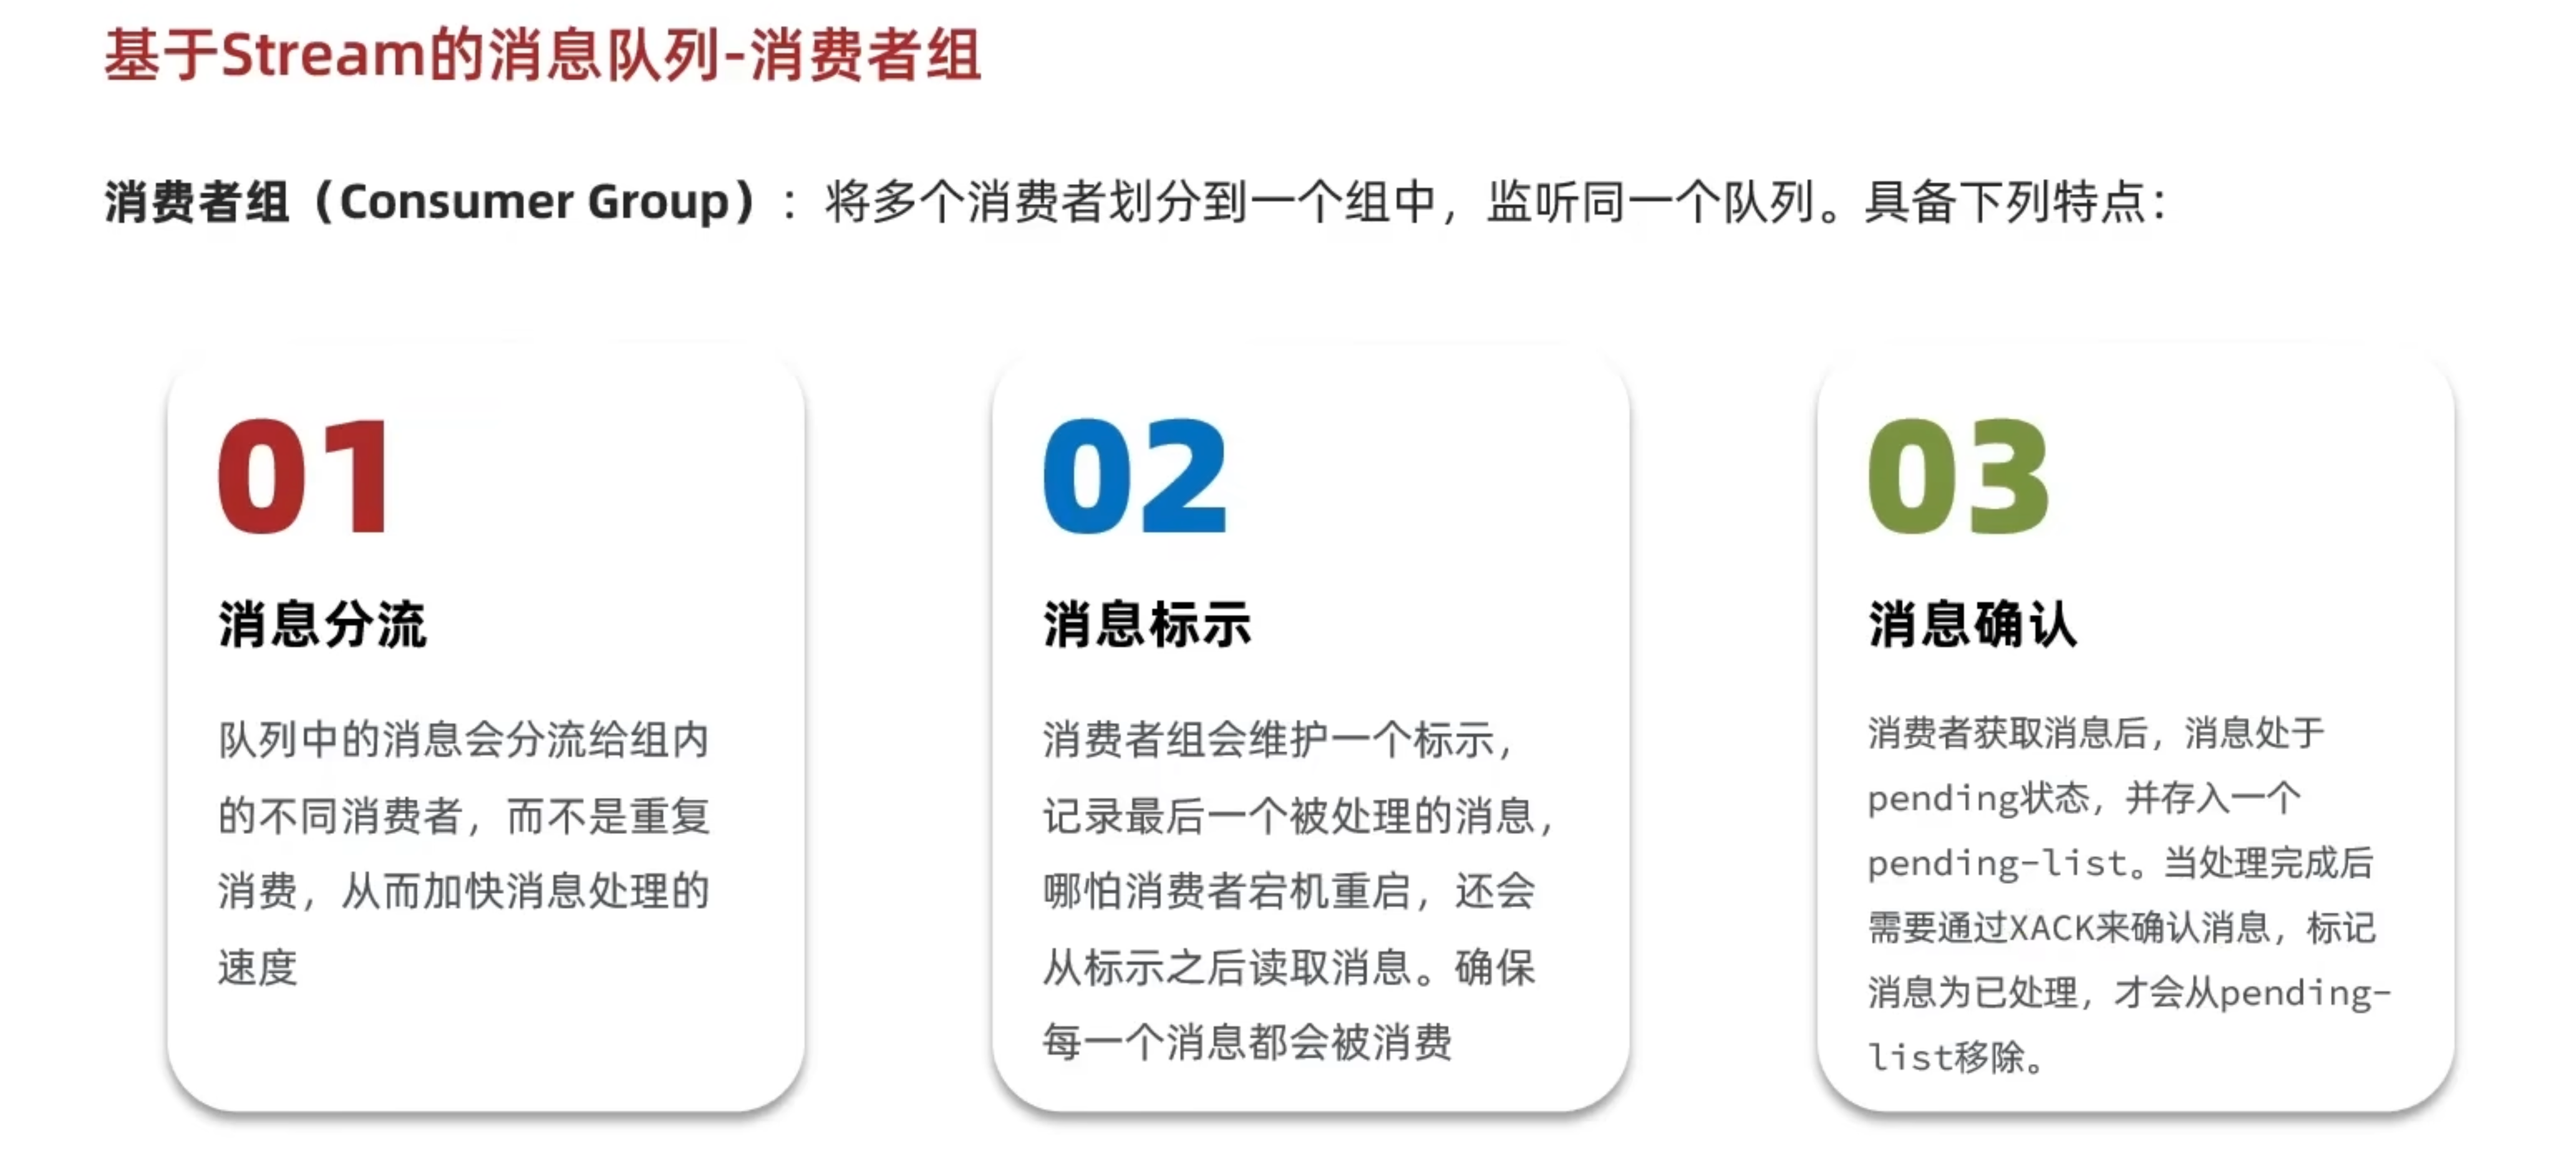 基于Stream的消息队列-消费者组
消费者组（Consumer Group）：将多个消费者划分到一个组中，监听同一个队列。具备下列特点：
01
消息分流
队列中的消息会分流给组内
的不同消费者，而不是重复
消费，从而加快消息处理的
速度
02
消息标示
消费者组会维护一个标示，
记录最后一个被处理的消息，
哪怕消费者宕机重启，还会
从标示之后读取消息。确保
每一个消息都会被消费
03
消息确认
消费者获取消息后，消息处于
pending状态，并存入一个
pending-list。当处理完成后
需要通过XACK来确认消息，标记
消息为已处理，才会从pending-
list移除。